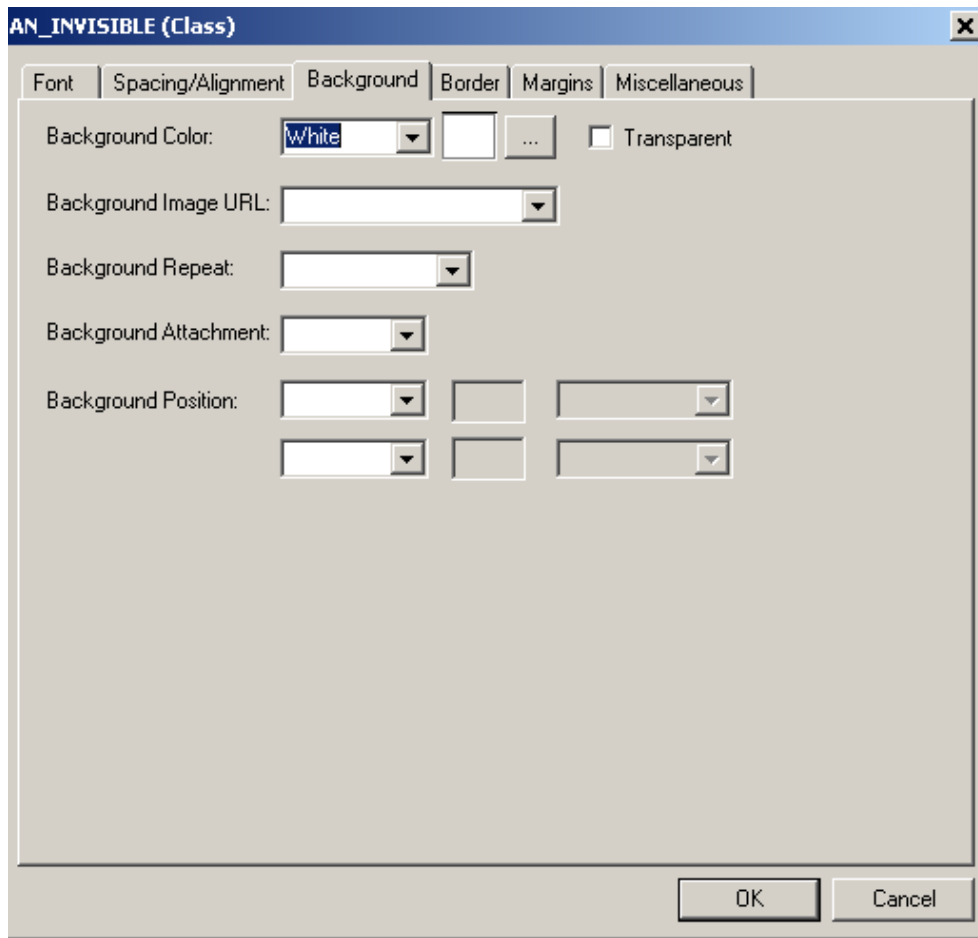 AN_INVISIBLE (Class)
Font Spacing/Alignment Background Border Margins Miscellaneous
Background Color: White ... Transparent
Background Image URL:
Background Repeat:
Background Attachment:
Background Position:
OK Cancel